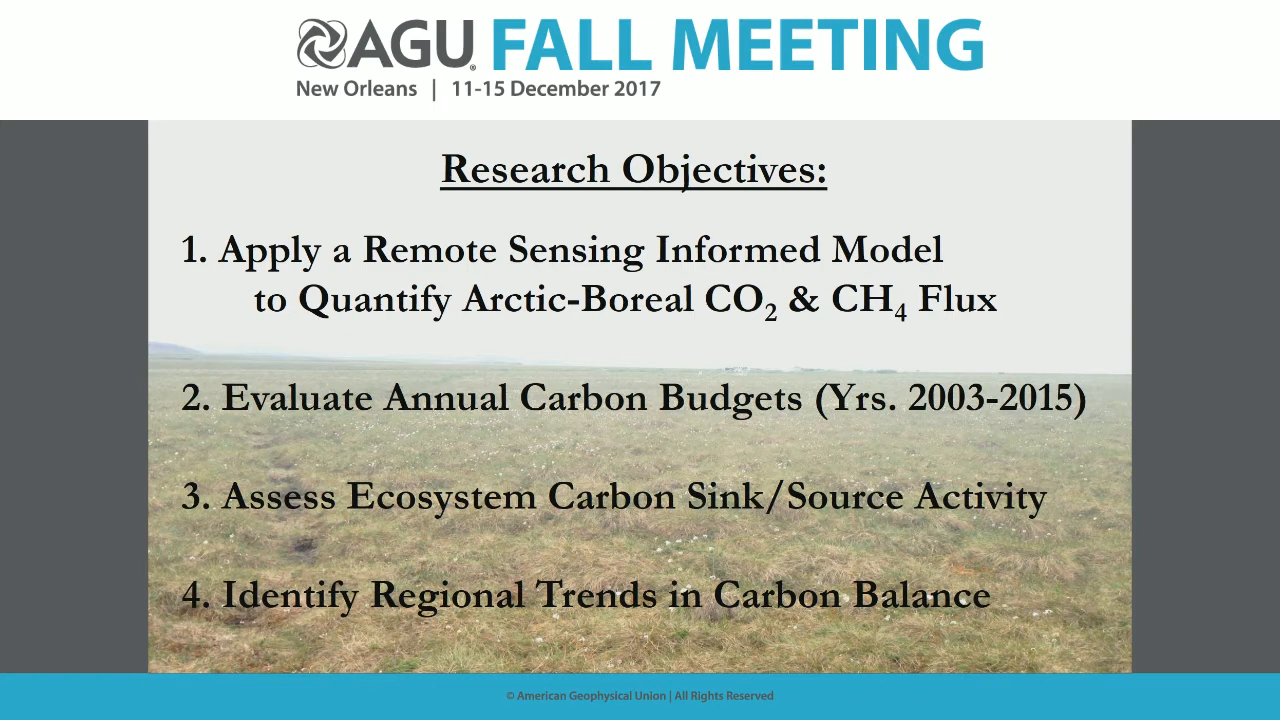 AGU FALL MEETING
New Orleans | 11-15 December 2017
Research Objectives:
1. Apply a Remote Sensing Informed Model
to Quantify Arctic-Boreal CO₂ & CH₄ Flux
2. Evaluate Annual Carbon Budgets (Yrs. 2003-2015)
3. Assess Ecosystem Carbon Sink/Source Activity
4. Identify Regional Trends in Carbon Balance
© American Geophysical Union | All Rights Reserved